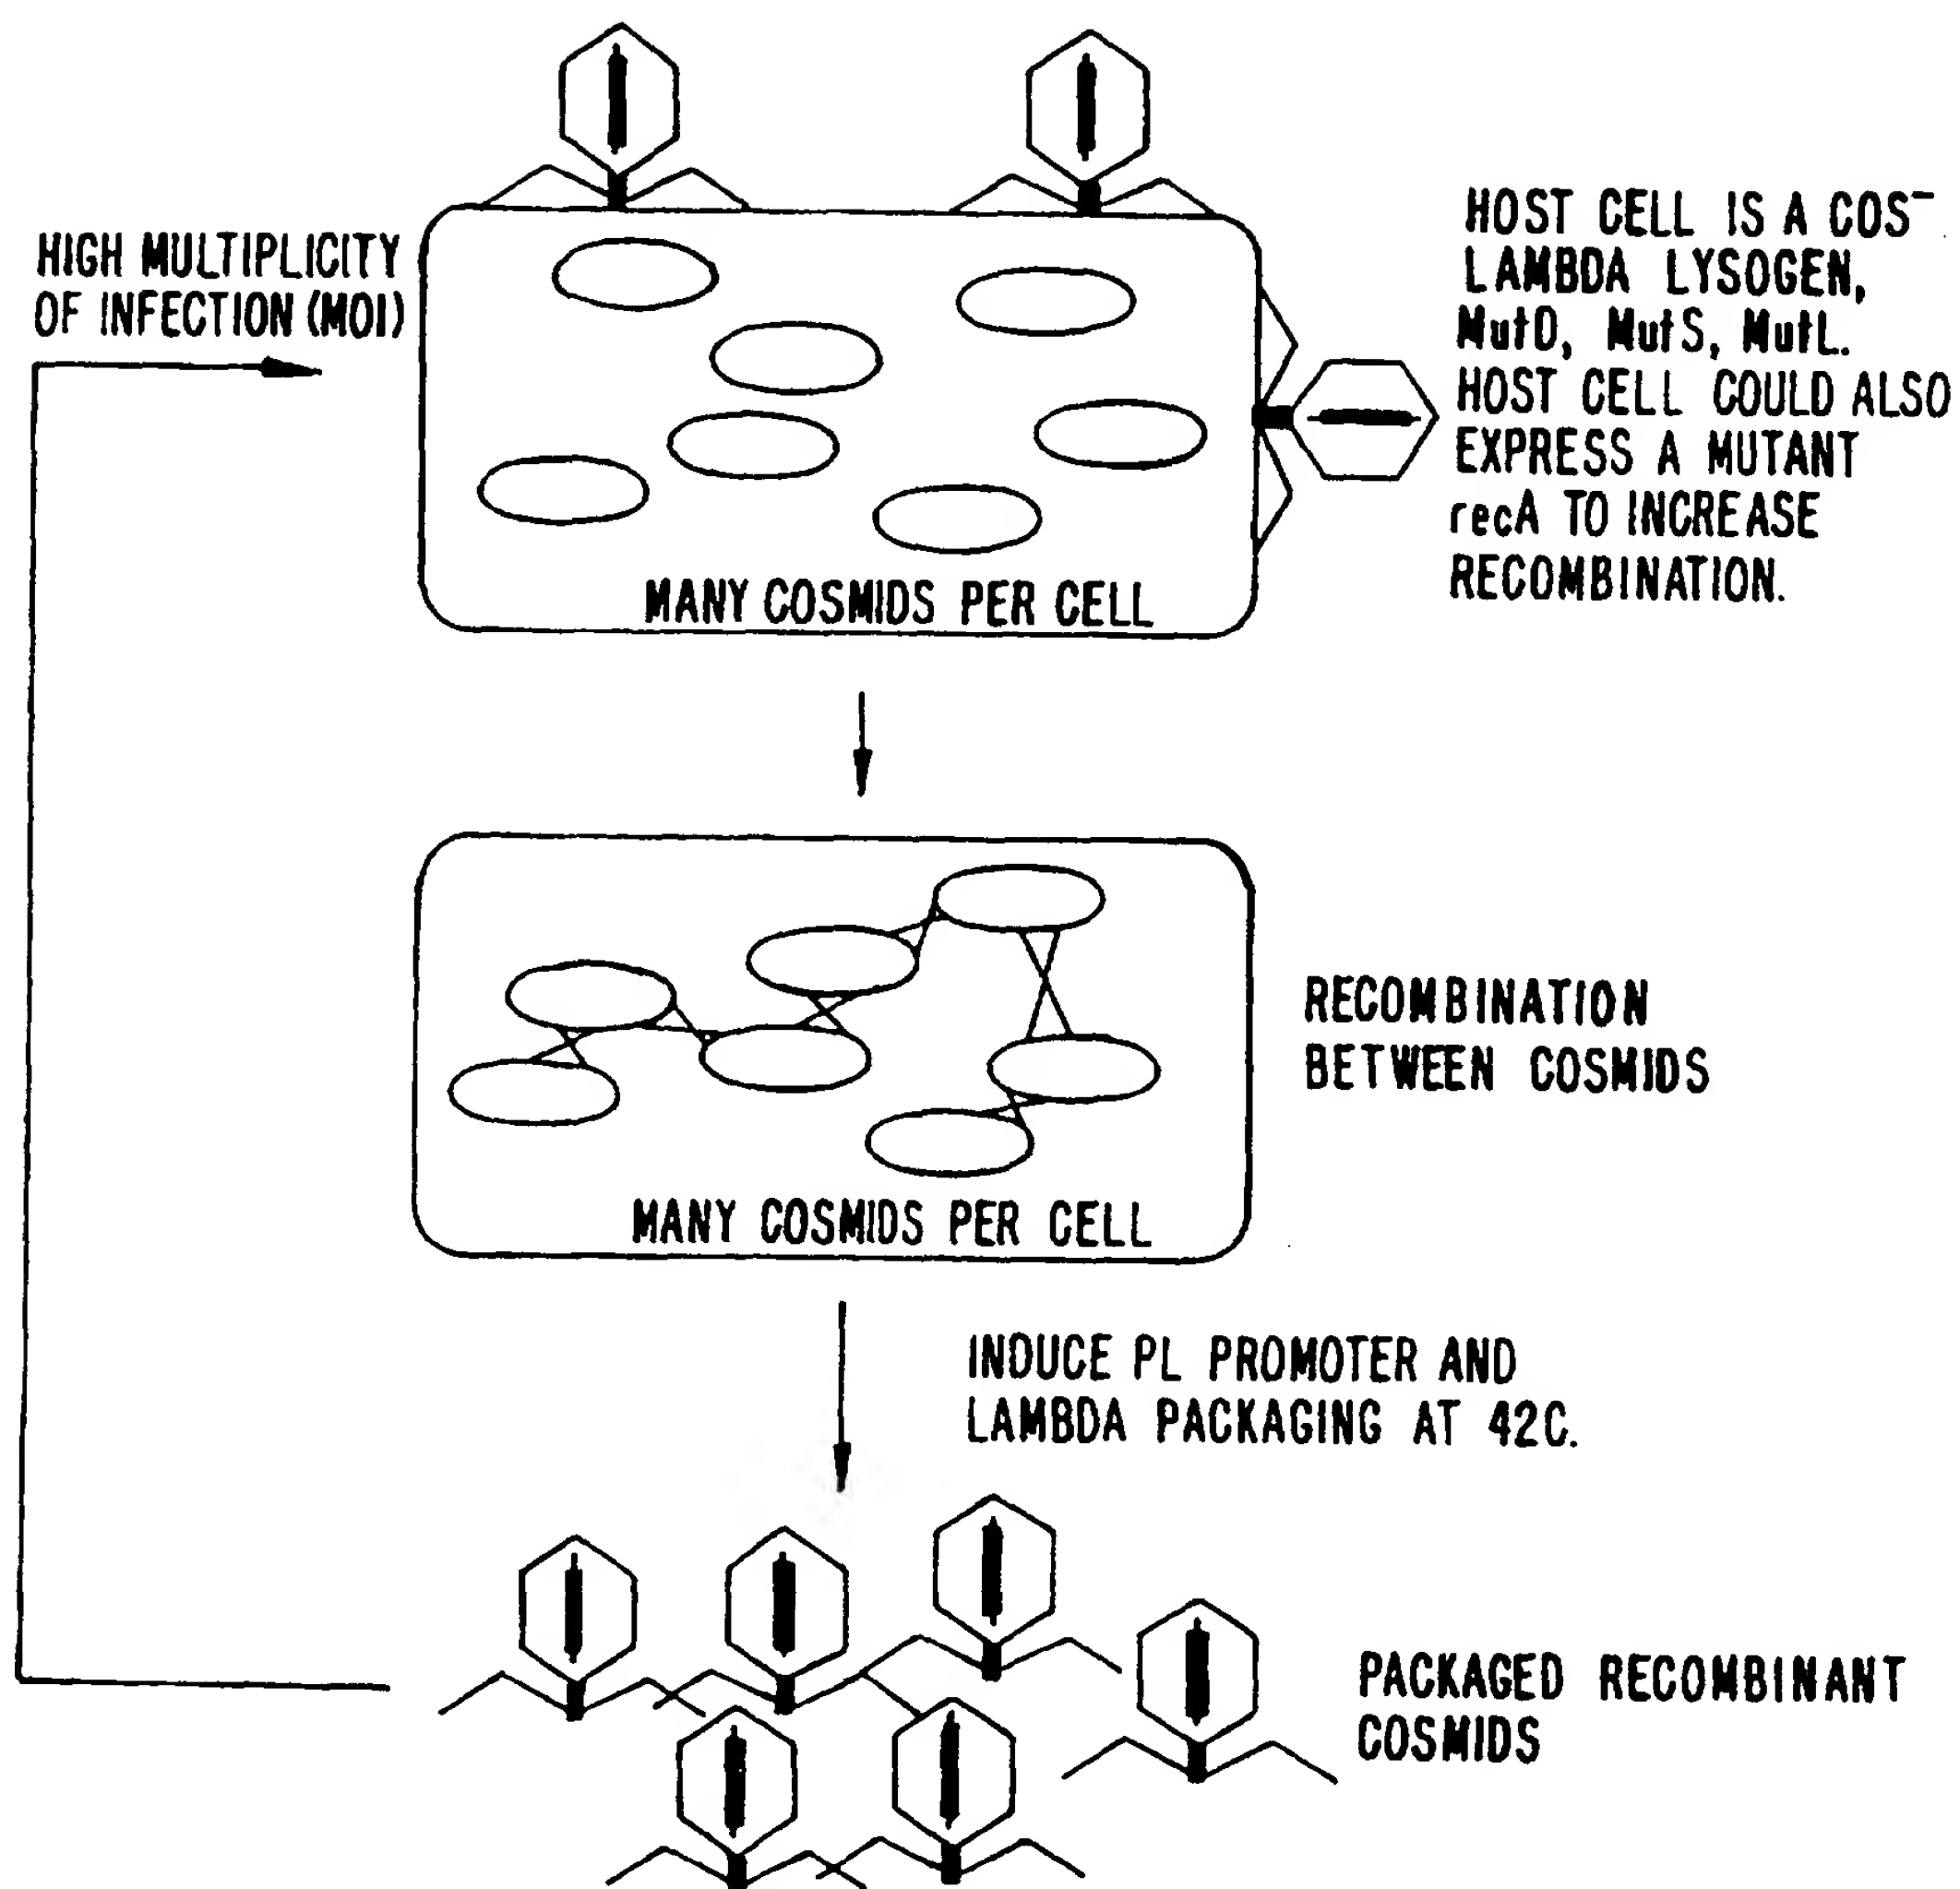 HIGH MULTIPLICITY
OF INFECTION (MOI)
HOST CELL IS A COS⁻
LAMBDA LYSOGEN,
MutD, MutS, MutL.
HOST CELL COULD ALSO
EXPRESS A MUTANT
recA TO INCREASE
RECOMBINATION.
MANY COSMIDS PER CELL
RECOMBINATION
BETWEEN COSMIDS
MANY COSMIDS PER CELL
INDUCE PL PROMOTER AND
LAMBDA PACKAGING AT 42C.
PACKAGED RECOMBINANT
COSMIDS